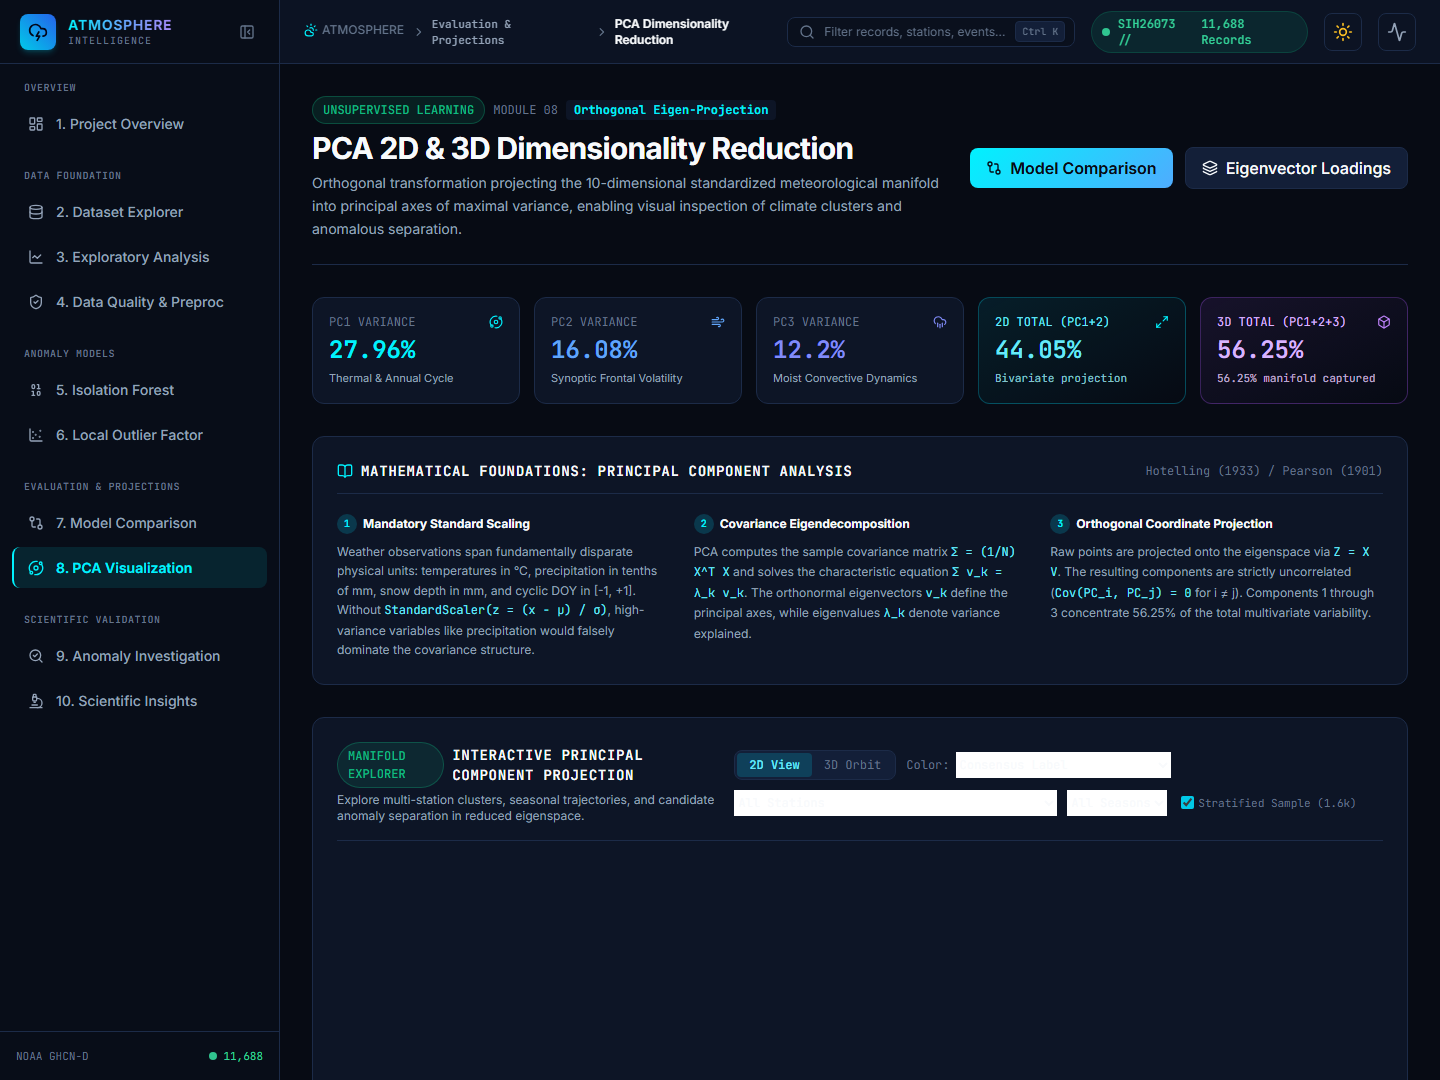 ATMOSPHERE
INTELLIGENCE
OVERVIEW
1. Project Overview
DATA FOUNDATION
2. Dataset Explorer
3. Exploratory Analysis
4. Data Quality & Preproc
ANOMALY MODELS
5. Isolation Forest
6. Local Outlier Factor
EVALUATION & PROJECTIONS
7. Model Comparison
8. PCA Visualization
SCIENTIFIC VALIDATION
9. Anomaly Investigation
10. Scientific Insights
NOAA GHCN-D
11,688
ATMOSPHERE
Evaluation &
Projections
PCA Dimensionality
Reduction
Filter records, stations, events...
Ctrl K
SIH26073
//
11,688
Records
UNSUPERVISED LEARNING
MODULE 08
Orthogonal Eigen-Projection
PCA 2D & 3D Dimensionality Reduction
Orthogonal transformation projecting the 10-dimensional standardized meteorological manifold
into principal axes of maximal variance, enabling visual inspection of climate clusters and
anomalous separation.
Model Comparison
Eigenvector Loadings
PC1 VARIANCE
27.96%
Thermal & Annual Cycle
PC2 VARIANCE
16.08%
Synoptic Frontal Volatility
PC3 VARIANCE
12.2%
Moist Convective Dynamics
2D TOTAL (PC1+2)
44.05%
Bivariate projection
3D TOTAL (PC1+2+3)
56.25%
56.25% manifold captured
MATHEMATICAL FOUNDATIONS: PRINCIPAL COMPONENT ANALYSIS
Hotelling (1933) / Pearson (1901)
1 Mandatory Standard Scaling
Weather observations span fundamentally disparate
physical units: temperatures in °C, precipitation in tenths
of mm, snow depth in mm, and cyclic DOY in [-1, +1].
Without StandardScaler(z = (x - μ) / σ), high-
variance variables like precipitation would falsely
dominate the covariance structure.
2 Covariance Eigendecomposition
PCA computes the sample covariance matrix Σ = (1/N)
X^T X and solves the characteristic equation Σ v_k =
λ_k v_k. The orthonormal eigenvectors v_k define the
principal axes, while eigenvalues λ_k denote variance
explained.
3 Orthogonal Coordinate Projection
Raw points are projected onto the eigenspace via Z = X
V. The resulting components are strictly uncorrelated
(Cov(PC_i, PC_j) = 0 for i ≠ j). Components 1 through
3 concentrate 56.25% of the total multivariate variability.
MANIFOLD
EXPLORER
INTERACTIVE PRINCIPAL
COMPONENT PROJECTION
Explore multi-station clusters, seasonal trajectories, and candidate
anomaly separation in reduced eigenspace.
2D View
3D Orbit
Color:
All Stations
Stratified Sample (1.6k)